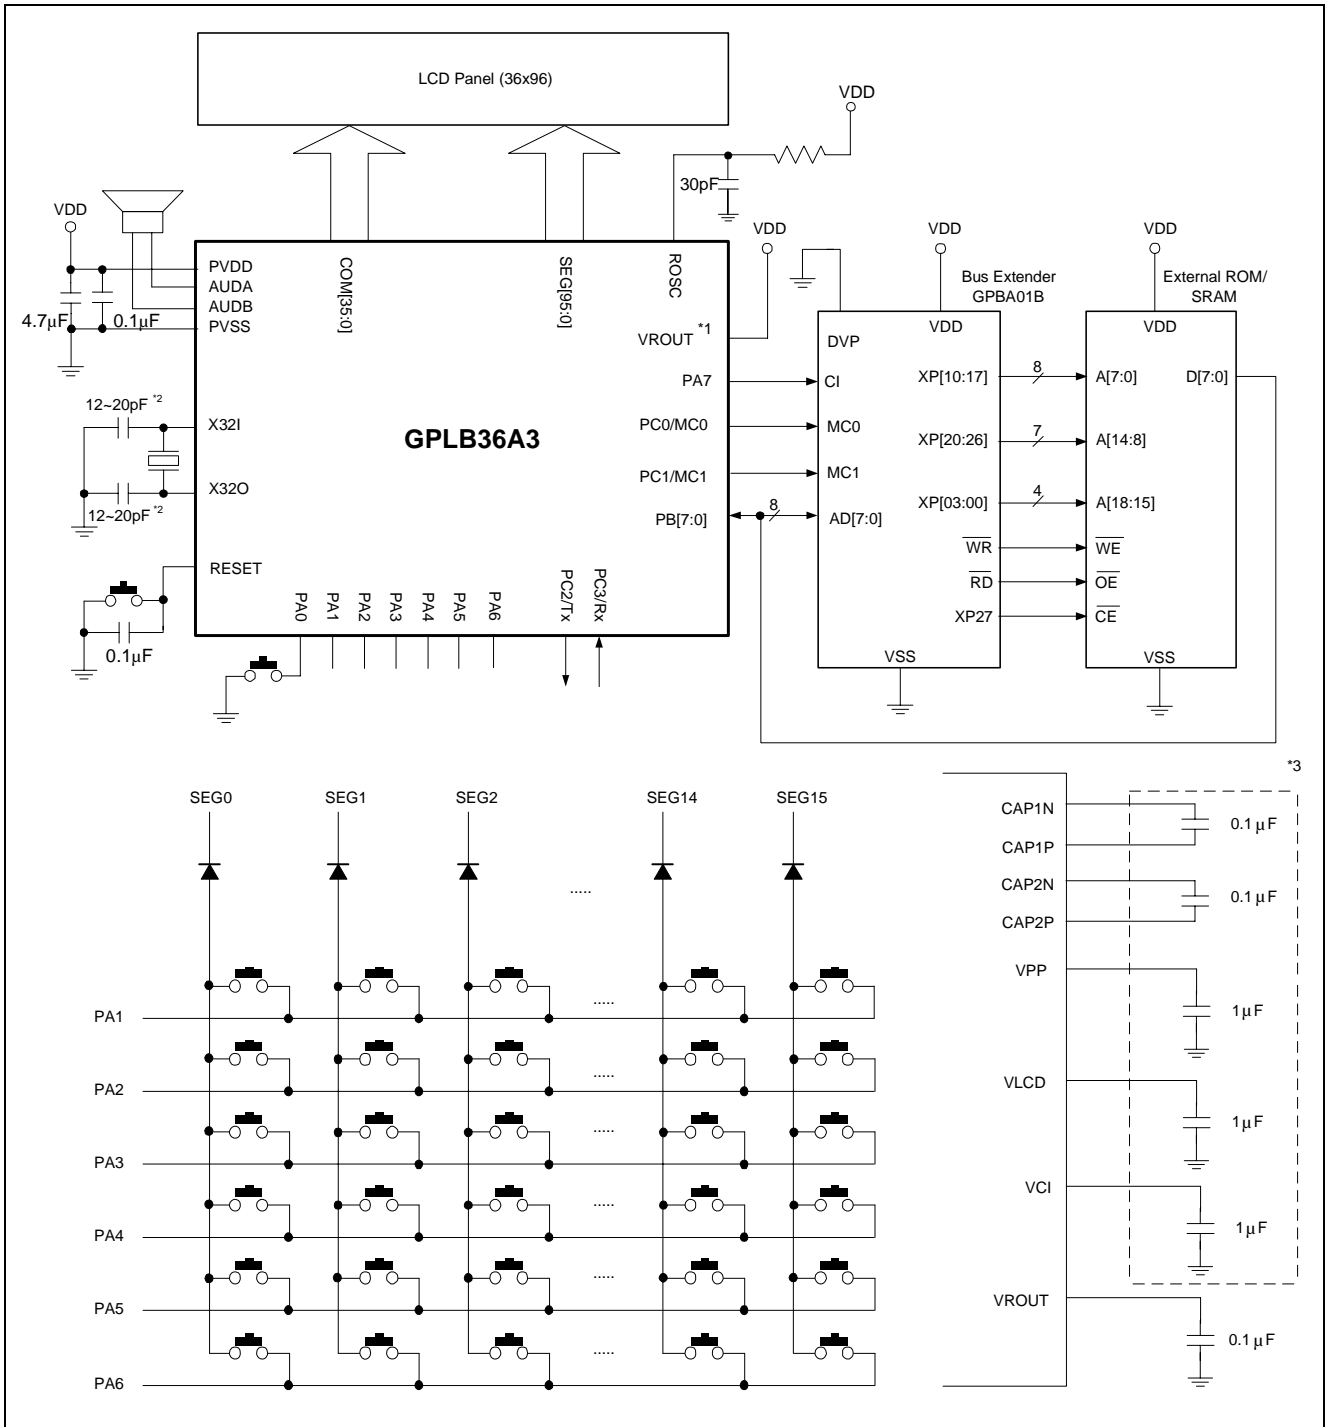 LCD Panel (36x96)
VDD
30pF
VDD
4.7μF
0.1μF
PVDD
AUDA
AUDB
PVSS
COM[35:0]
SEG[95:0]
ROSC
VROUT *1
VDD
PA7
PC0/MC0
PC1/MC1
PB[7:0]
8
GPLB36A3
12~20pF *2
X32I
X32O
12~20pF *2
RESET
0.1μF
PA0
PA1
PA2
PA3
PA4
PA5
PA6
PC2/Tx
PC3/Rx
VDD
Bus Extender
GPBA01B
VDD
DVP
CI
MC0
MC1
AD[7:0]
XP[10:17]
XP[20:26]
XP[03:00]
WR
RD
XP27
VSS
8
7
4
VDD
External ROM/
SRAM
VDD
A[7:0]
D[7:0]
A[14:8]
A[18:15]
WE
OE
CE
VSS
SEG0
SEG1
SEG2
SEG14
SEG15
.....
PA1
.....
PA2
.....
PA3
.....
PA4
.....
PA5
.....
PA6
.....
*3
CAP1N
0.1μF
CAP1P
CAP2N
0.1μF
CAP2P
VPP
1μF
VLCD
1μF
VCI
1μF
VROUT
0.1μF